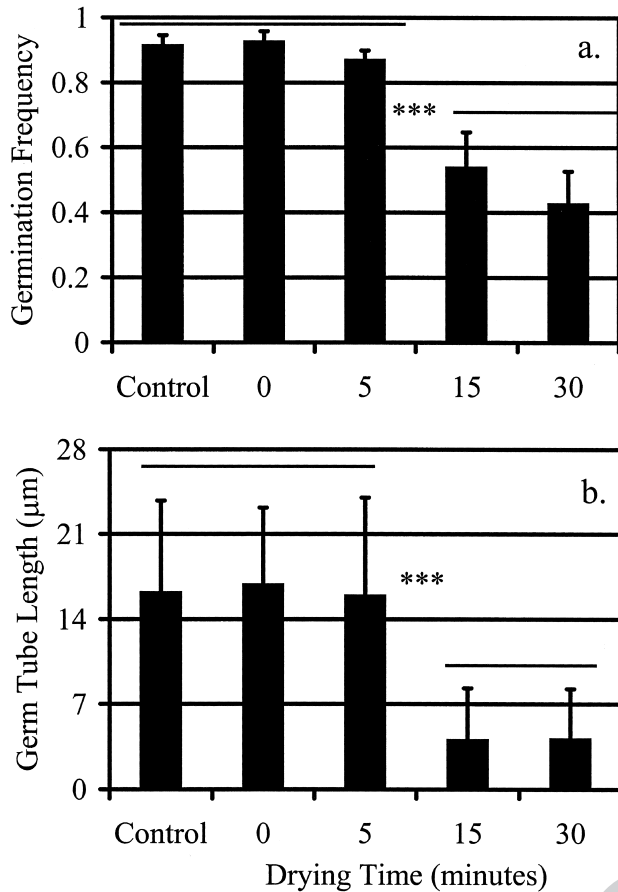 1
a.
0.8
***
0.6
0.4
0.2
0
Germination Frequency
Control 0 5 15 30
28
b.
21
***
14
7
0
Germ Tube Length (μm)
Control 0 5 15 30
Drying Time (minutes)